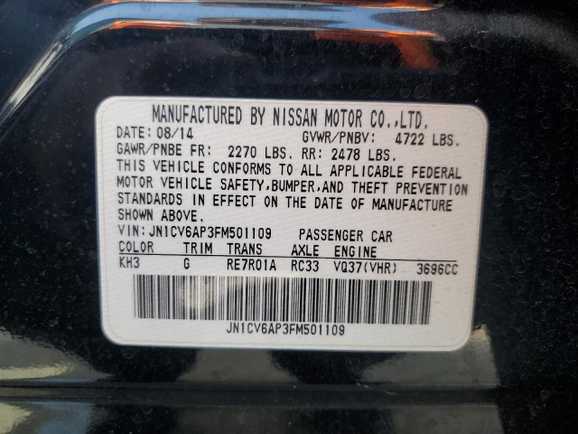 MANUFACTURED BY NISSAN MOTOR CO.,LTD.
DATE: 08/14 GVWR/PNBV: 4722 LBS.
GAWR/PNBE FR: 2270 LBS. RR: 2478 LBS.
THIS VEHICLE CONFORMS TO ALL APPLICABLE FEDERAL
MOTOR VEHICLE SAFETY,BUMPER,AND THEFT PREVENTION
STANDARDS IN EFFECT ON THE DATE OF MANUFACTURE
SHOWN ABOVE.
VIN:JN1CV6AP3FM501109 PASSENGER CAR
COLOR TRIM TRANS AXLE ENGINE
KH3 G RE7R01A RC33 VQ37(VHR) 3696CC
JN1CV6AP3FM501109